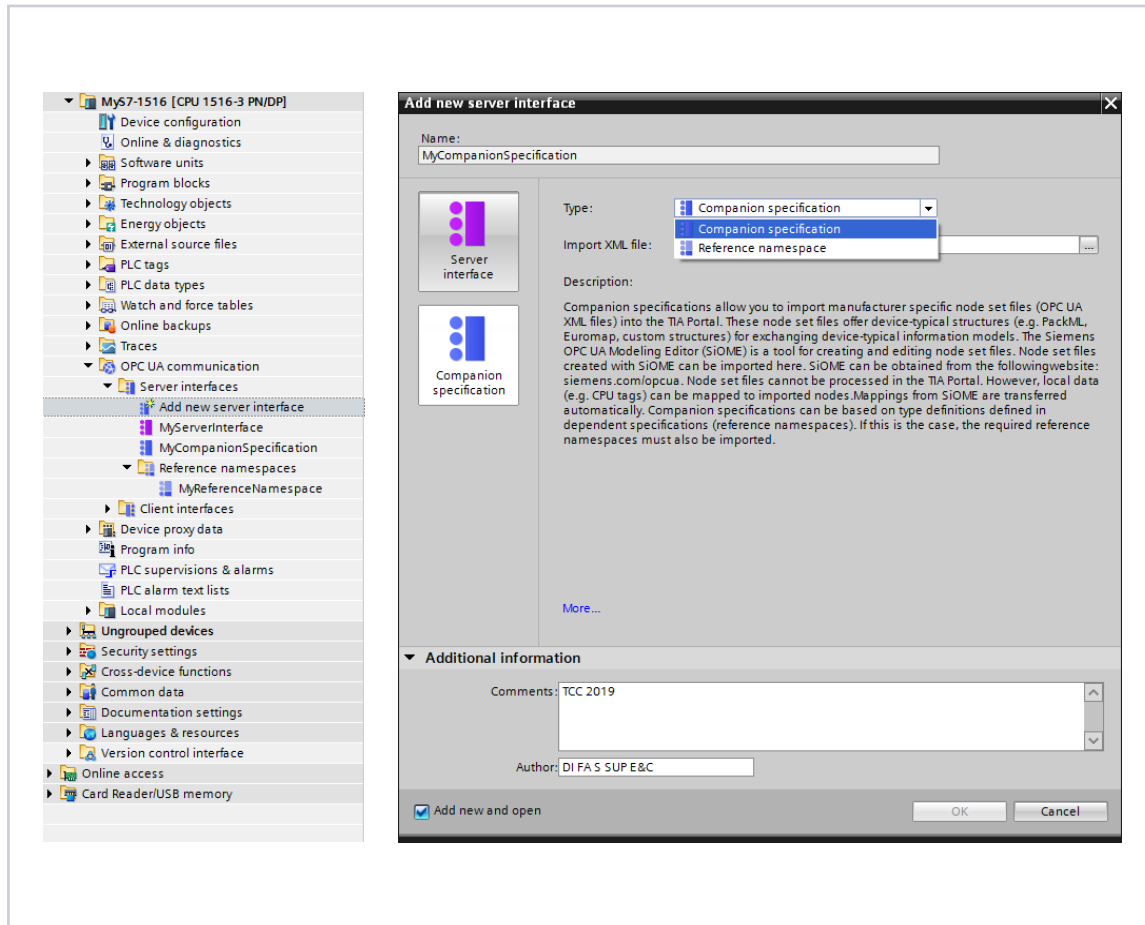 MyS7-1516 [CPU 1516-3 PN/DP]
Device configuration
Online & diagnostics
Software units
Program blocks
Technology objects
Energy objects
External source files
PLC tags
PLC data types
Watch and force tables
Online backups
Traces
OPC UA communication
Server interfaces
Add new server interface
MyServerInterface
MyCompanionSpecification
Reference namespaces
MyReferenceNamespace
Client interfaces
Device proxy data
Program info
PLC supervisions & alarms
PLC alarm text lists
Local modules
Ungrouped devices
Security settings
Cross-device functions
Common data
Documentation settings
Languages & resources
Version control interface
Online access
Card Reader/USB memory
Add new server interface
Name:
MyCompanionSpecification
Server
interface
Companion
specification
Type:
Companion specification
Companion specification
Reference namespace
Import XML file:
...
Description:
Companion specifications allow you to import manufacturer specific node set files (OPC UA
XML files) into the TIA Portal. These node set files offer device-typical structures (e.g. PackML,
Euromap, custom structures) for exchanging device-typical information models. The Siemens
OPC UA Modeling Editor (SiOME) is a tool for creating and editing node set files. Node set files
created with SiOME can be imported here. SiOME can be obtained from the followingwebsite:
siemens.com/opcua. Node set files cannot be processed in the TIA Portal. However, local data
(e.g. CPU tags) can be mapped to imported nodes.Mappings from SiOME are transferred
automatically. Companion specifications can be based on type definitions defined in
dependent specifications (reference namespaces). If this is the case, the required reference
namespaces must also be imported.
More...
Additional information
Comments:
TCC 2019
Author:
DI FA S SUP E&C
Add new and open
OK
Cancel